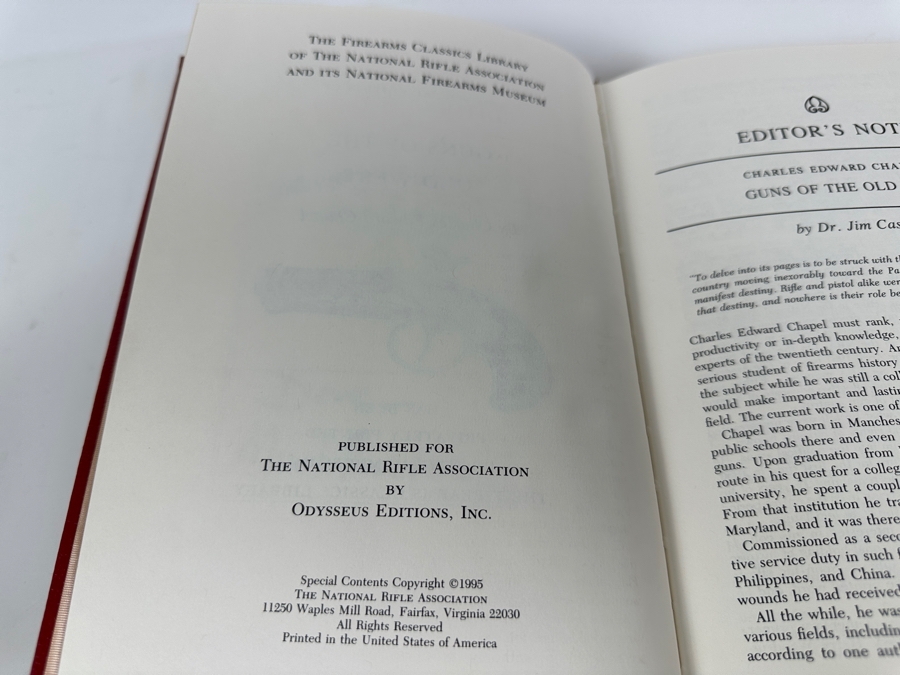 THE FIREARMS CLASSICS LIBRARY
OF THE NATIONAL RIFLE ASSOCIATION
AND ITS NATIONAL FIREARMS MUSEUM
PUBLISHED FOR
THE NATIONAL RIFLE ASSOCIATION
BY
ODYSSEUS EDITIONS, INC.
Special Contents Copyright ©1995
THE NATIONAL RIFLE ASSOCIATION
11250 Waples Mill Road, Fairfax, Virginia 22030
All Rights Reserved
Printed in the United States of America
EDITOR'S NOT
CHARLES EDWARD CHA
GUNS OF THE OLD
by Dr. Jim Cas
"To delve into its pages is to be struck with th
country moving inexorably toward the Pa
manifest destiny. Rifle and pistol alike wer
that destiny, and nowhere is their role be
Charles Edward Chapel must rank,
productivity or in-depth knowledge,
experts of the twentieth century. An
serious student of firearms history
the subject while he was still a col
would make important and lasti
field. The current work is one of
Chapel was born in Manches
public schools there and even
guns. Upon graduation from
route in his quest for a colleg
university, he spent a coupl
From that institution he tra
Maryland, and it was there
Commissioned as a seco
tive service duty in such
Philippines, and China.
wounds he had received
All the while, he was
various fields, includin
according to one auth